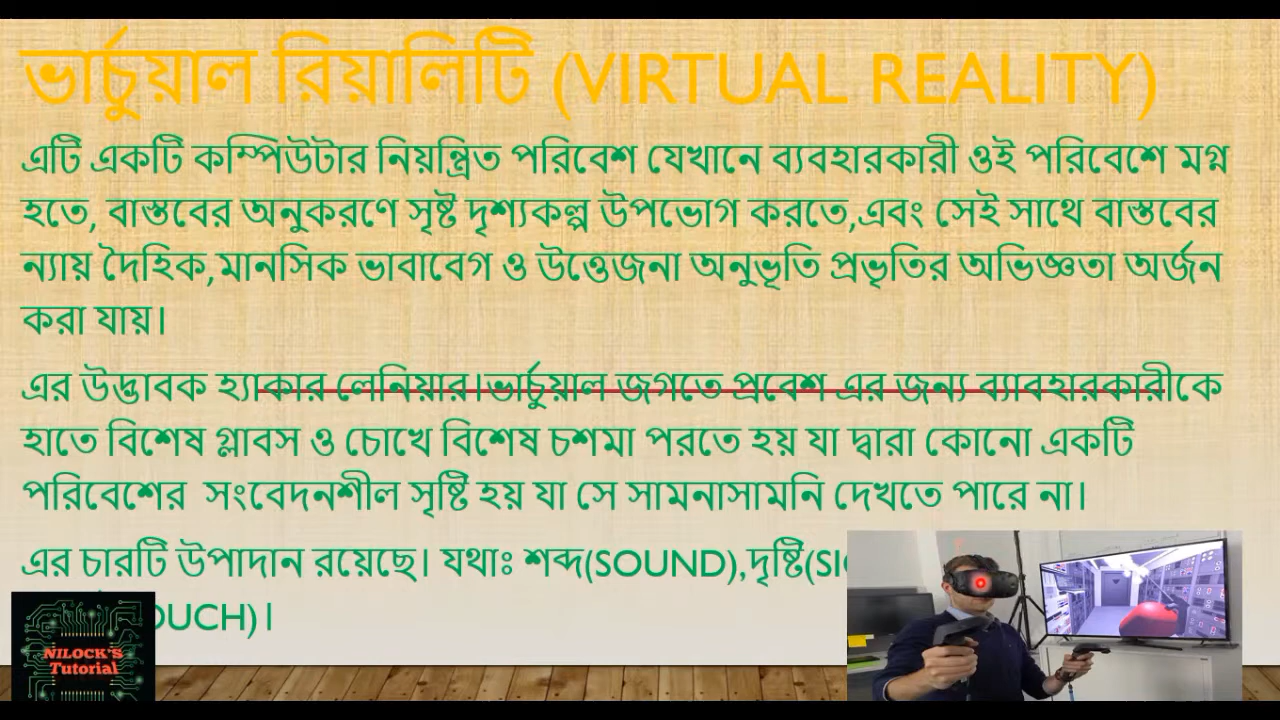 ভার্চুয়াল রিয়ালিটি (VIRTUAL REALITY)
এটি একটি কম্পিউটার নিয়ন্ত্রিত পরিবেশ যেখানে ব্যবহারকারী ওই পরিবেশে মগ্ন
হতে, বাস্তবের অনুকরণে সৃষ্ট দৃশ্যকল্প উপভোগ করতে,এবং সেই সাথে বাস্তবের
ন্যায় দৈহিক,মানসিক ভাবাবেগ ও উত্তেজনা অনুভূতি প্রভৃতির অভিজ্ঞতা অর্জন
করা যায়।
এর উদ্ভাবক হ্যাকার লেনিয়ার।ভার্চুয়াল জগতে প্রবেশ এর জন্য ব্যাবহারকারীকে
হাতে বিশেষ গ্লাবস ও চোখে বিশেষ চশমা পরতে হয় যা দ্বারা কোনো একটি
পরিবেশের সংবেদনশীল সৃষ্টি হয় যা সে সামনাসামনি দেখতে পারে না।
এর চারটি উপাদান রয়েছে। যথাঃ শব্দ(SOUND),দৃষ্টি(
OUCH)।
NILOCK'S
Tutorial